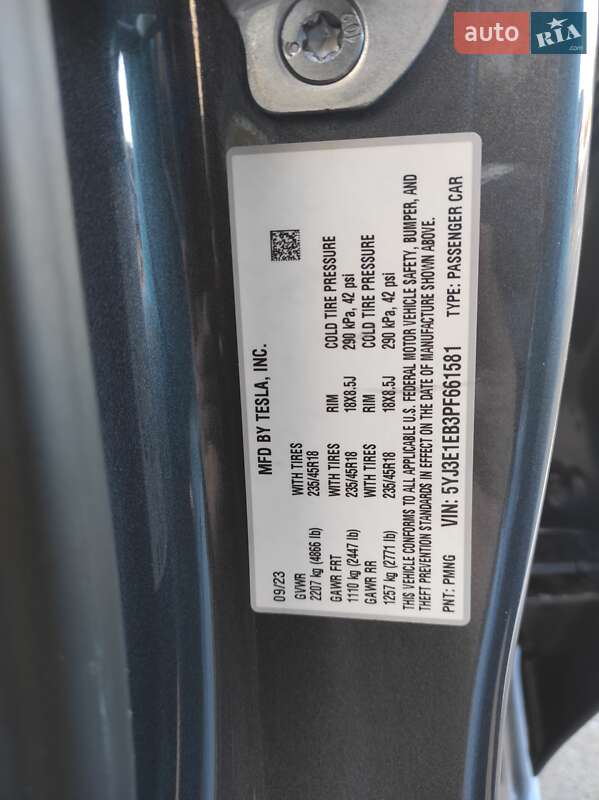 auto RIA.com
6 702
MFD BY TESLA, INC.
09/23
GVWR WITH TIRES RIM COLD TIRE PRESSURE
2207 kg (4866 lb) 235/45R18 18X8.5J 290 kPa, 42 psi
GAWR FRT WITH TIRES RIM COLD TIRE PRESSURE
1110 kg (2447 lb) 235/45R18 18X8.5J 290 kPa, 42 psi
GAWR RR
1257 kg (2771 lb) WITH TIRES 235/45R18
THIS VEHICLE CONFORMS TO ALL APPLICABLE U.S. FEDERAL MOTOR VEHICLE SAFETY, BUMPER, AND
THEFT PREVENTION STANDARDS IN EFFECT ON THE DATE OF MANUFACTURE SHOWN ABOVE.
PNT: PMNG VIN: 5YJ3E1EB3PF661581 TYPE: PASSENGER CAR